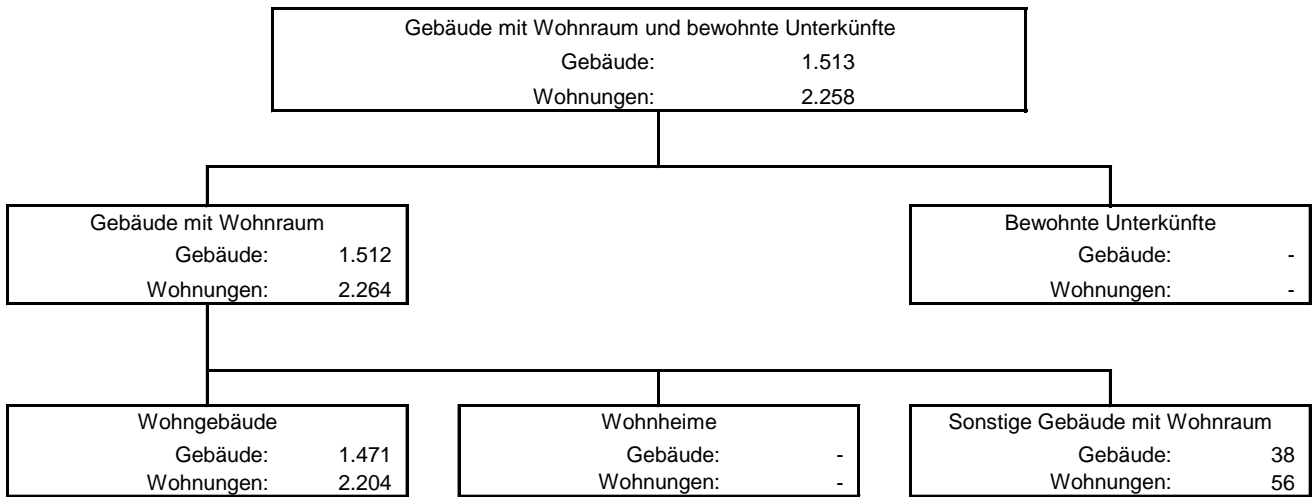 Gebäude mit Wohnraum und bewohnte Unterkünfte
Gebäude: 1.513
Wohnungen: 2.258
Gebäude mit Wohnraum
Gebäude: 1.512
Wohnungen: 2.264
Bewohnte Unterkünfte
Gebäude: -
Wohnungen: -
Wohngebäude
Gebäude: 1.471
Wohnungen: 2.204
Wohnheime
Gebäude: -
Wohnungen: -
Sonstige Gebäude mit Wohnraum
Gebäude: 38
Wohnungen: 56